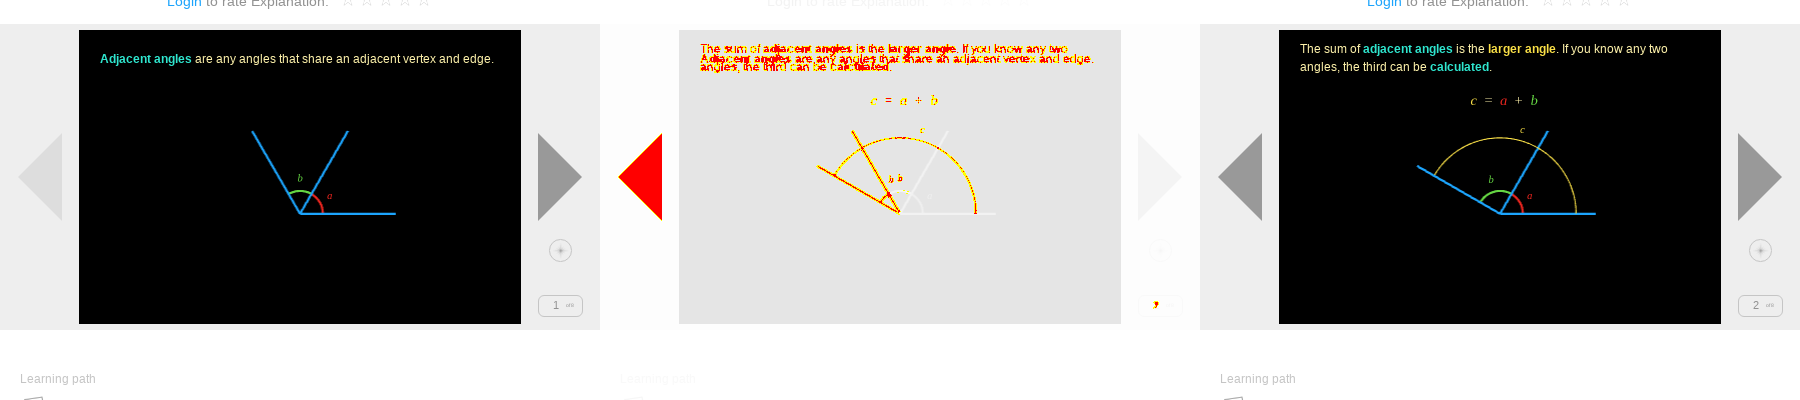 Login to rate Explanation:
Adjacent angles are any angles that share an adjacent vertex and edge.
b
a
1
Learning path
Login to rate Explanation:
The sum of adjacent angles is the larger angle. If you know any two
Adjacent angles are any angles that share an adjacent vertex and edge.
angles, the third can be calculated.
c = a + b
c
Learning path
Login to rate Explanation:
The sum of adjacent angles is the larger angle. If you know any two
angles, the third can be calculated.
c = a + b
c
b
a
2
Learning path